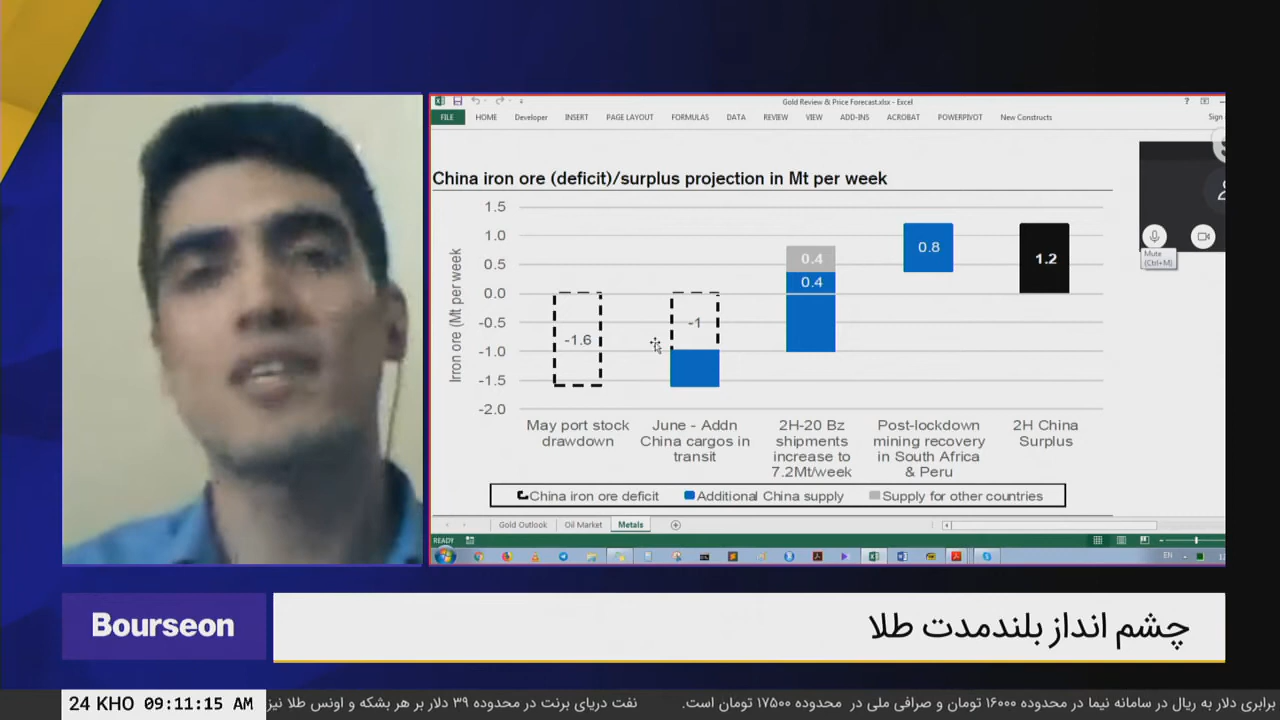 Gold Review & Price Forecast.xlsx - Excel
FILE HOME Developer INSERT PAGE LAYOUT FORMULAS DATA REVIEW VIEW ADD-INS ACROBAT POWERPIVOT New Constructs Sign
China iron ore (deficit)/surplus projection in Mt per week
Irron ore (Mt per week
1.5
1.0
0.5
0.0
-0.5
-1.0
-1.5
-2.0
-1.6
-1
0.4
0.4
0.8
1.2
May port stock drawdown
June - Addn China cargos in transit
2H-20 Bz shipments increase to 7.2Mt/week
Post-lockdown mining recovery in South Africa & Peru
2H China Surplus
China iron ore deficit Additional China supply Supply for other countries
Mute
(Ctrl+M)
Gold Outlook Oil Market Metals
READY
EN
Bourseon
چشم انداز بلندمدت طلا
24 KHO 09:11:15 AM
برابری دلار به ریال در سامانه نیما در محدوده ۱۶۰۰۰ تومان و صرافی ملی در محدوده ۱۷۵۰۰ تومان است. نفت دریای برنت در محدوده ۳۹ دلار بر هر بشکه و اونس طلا نیز